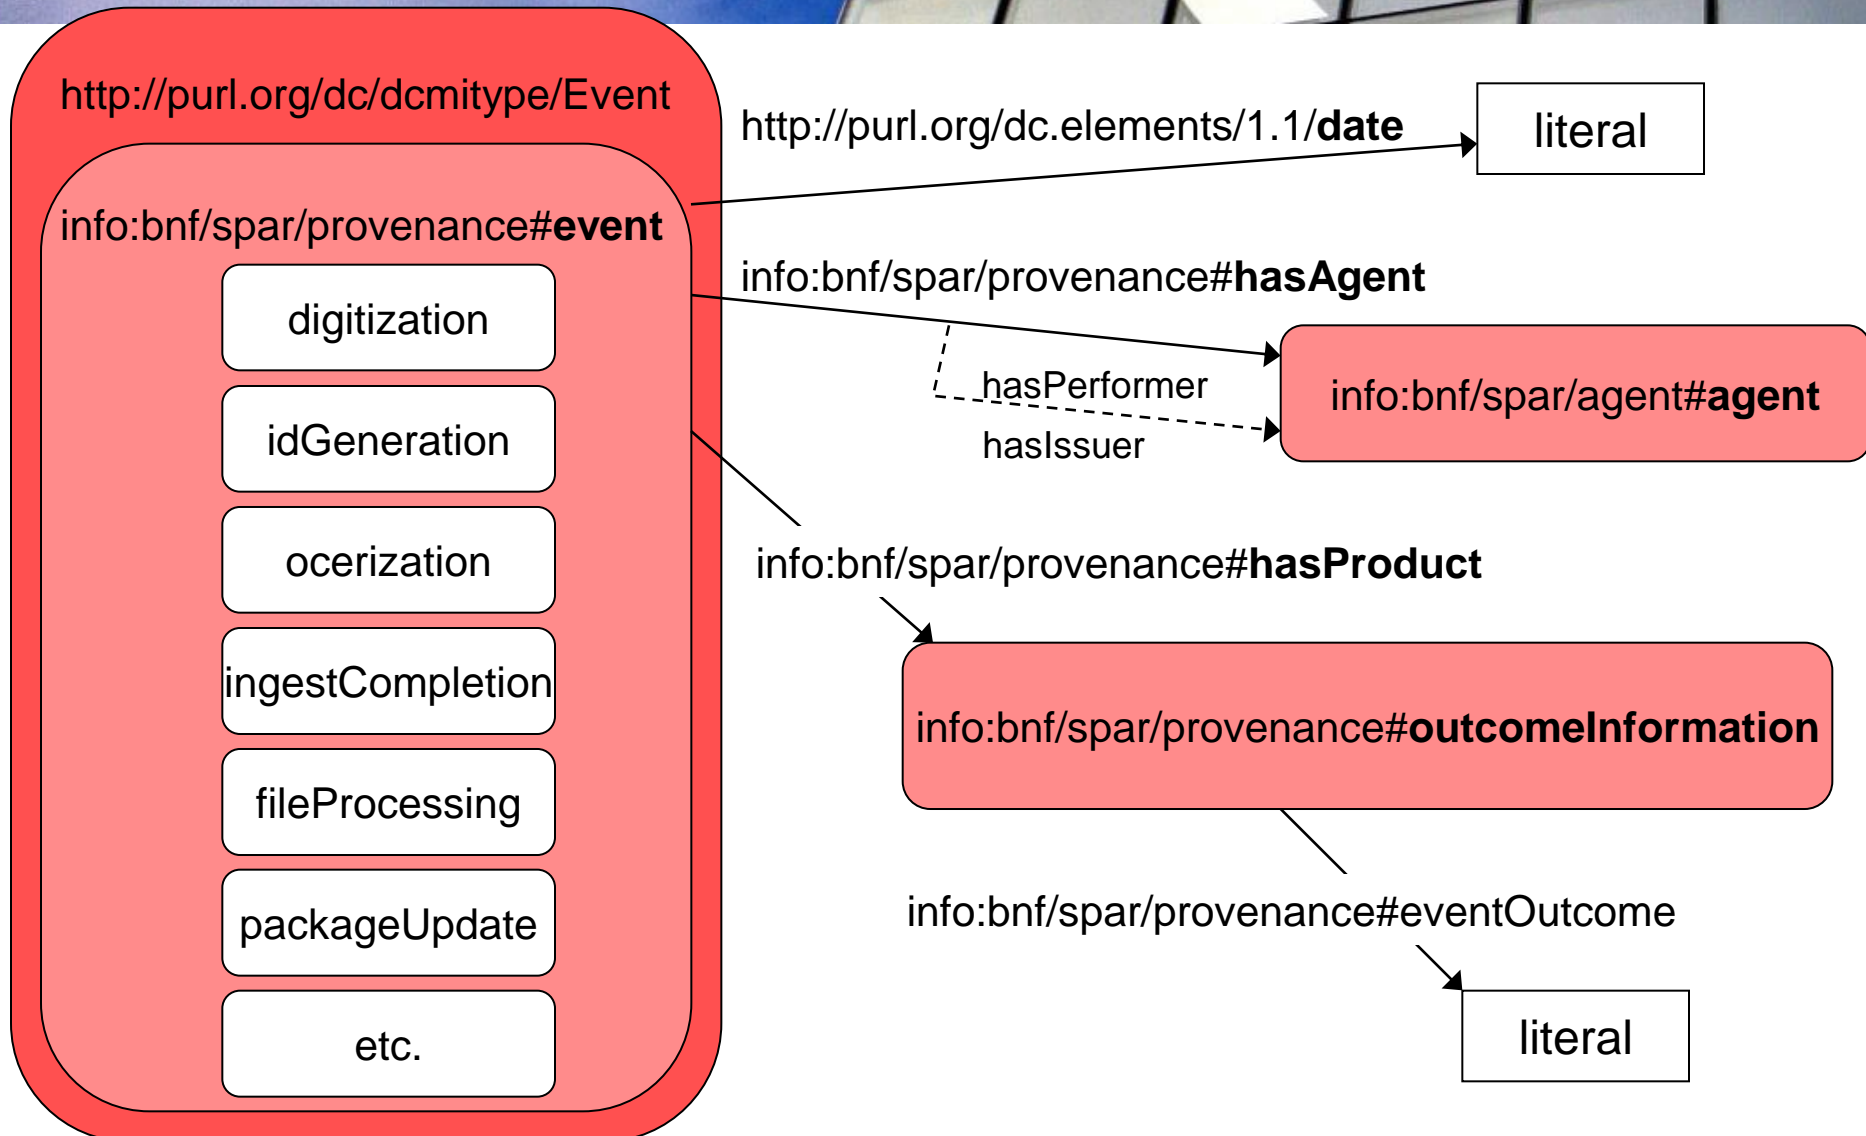 http://purl.org/dc/dcmitype/Event
info:bnf/spar/provenance#event
digitization
idGeneration
ocerization
ingestCompletion
fileProcessing
packageUpdate
etc.
http://purl.org/dc.elements/1.1/date
literal
info:bnf/spar/provenance#hasAgent
hasPerformer
hasIssuer
info:bnf/spar/agent#agent
info:bnf/spar/provenance#hasProduct
info:bnf/spar/provenance#outcomeInformation
info:bnf/spar/provenance#eventOutcome
literal